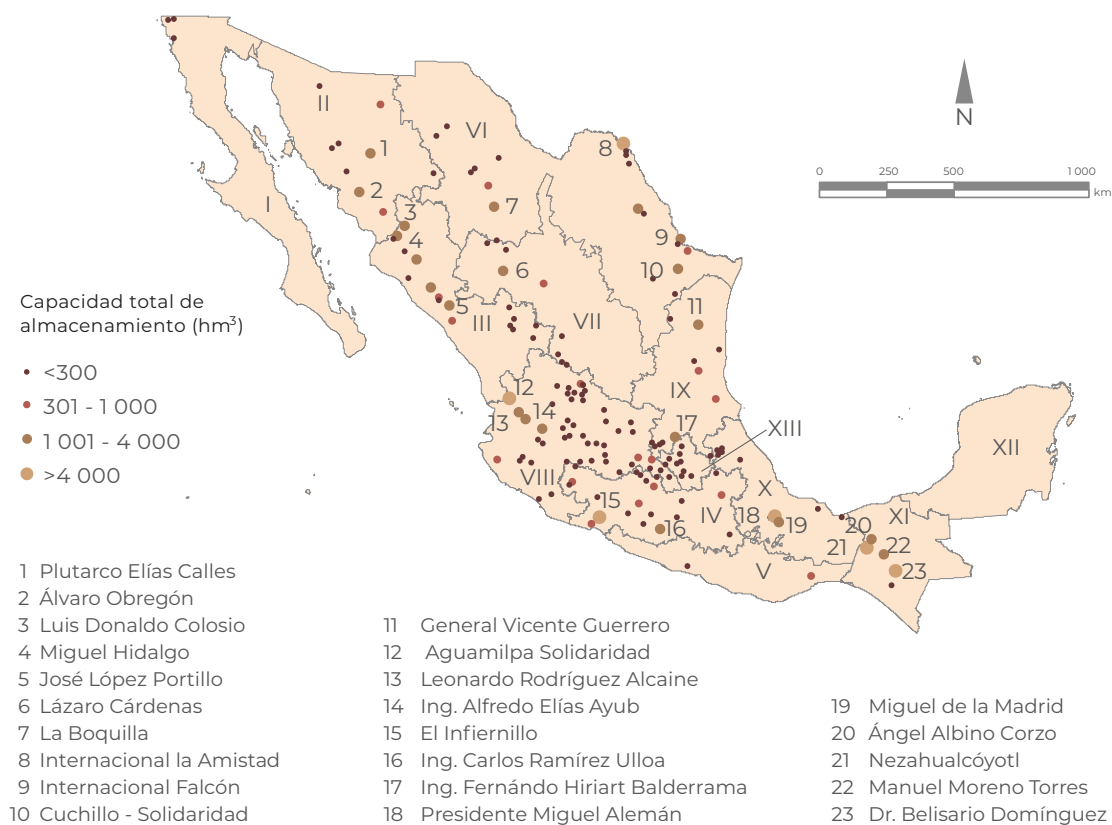 N
0 250 500 1 000
km
I
II
III
IV
V
VI
VII
VIII
IX
X
XI
XII
XIII
1
2
3
4
5
6
7
8
9
10
11
12
13
14
15
16
17
18
19
20
21
22
23
Capacidad total de
almacenamiento (hm³)
<300
301 - 1 000
1 001 - 4 000
>4 000
1 Plutarco Elías Calles
2 Álvaro Obregón
3 Luis Donaldo Colosio
4 Miguel Hidalgo
5 José López Portillo
6 Lázaro Cárdenas
7 La Boquilla
8 Internacional la Amistad
9 Internacional Falcón
10 Cuchillo - Solidaridad
11 General Vicente Guerrero
12 Aguamilpa Solidaridad
13 Leonardo Rodríguez Alcaine
14 Ing. Alfredo Elías Ayub
15 El Infiernillo
16 Ing. Carlos Ramírez Ulloa
17 Ing. Fernándo Hiriart Balderrama
18 Presidente Miguel Alemán
19 Miguel de la Madrid
20 Ángel Albino Corzo
21 Nezahualcóyotl
22 Manuel Moreno Torres
23 Dr. Belisario Domínguez